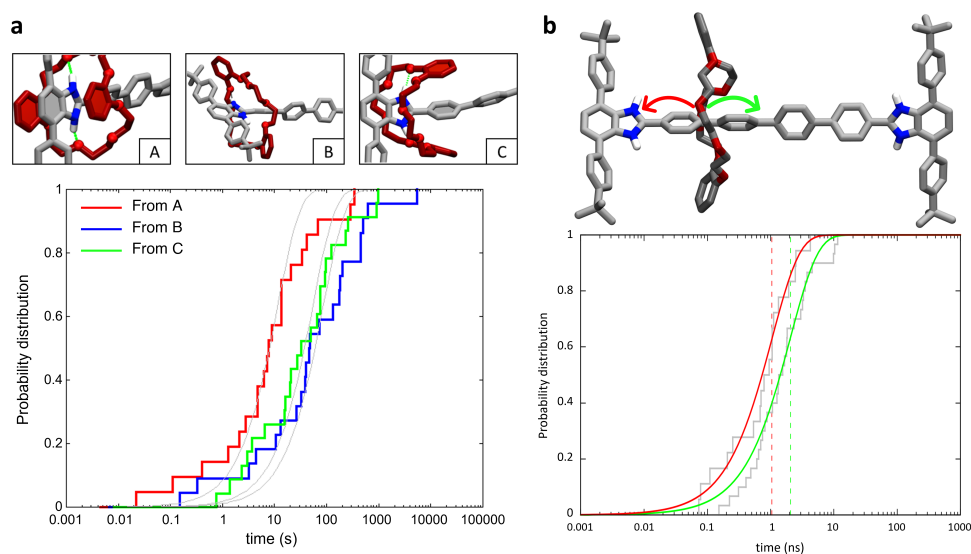 a
A
B
C
Probability distribution
1
0.8
0.6
0.4
0.2
0
From A
From B
From C
0.001 0.01 0.1 1 10 100 1000 10000 100000
time (s)
b
Probability distribution
1
0.8
0.6
0.4
0.2
0
0.001 0.01 0.1 1 10 100 1000
time (ns)